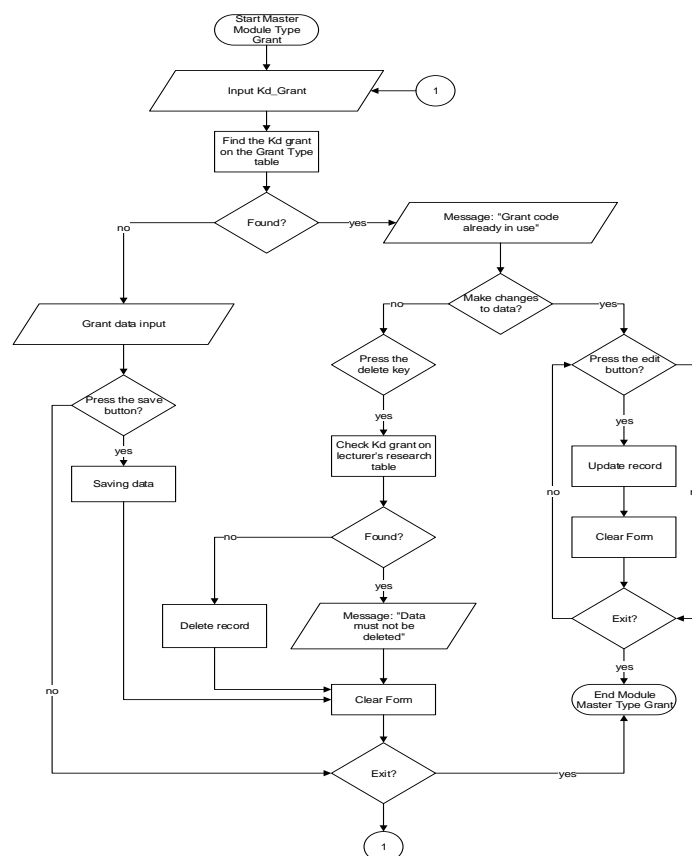 Start Master
Module Type
Grant
Input Kd_Grant
1
Find the Kd grant
on the Grant Type
table
Found?
no
yes
Message: "Grant code
already in use"
Make changes
to data?
no
yes
Grant data input
Press the
delete key
Press the edit
button?
Press the save
button?
yes
yes
yes
Check Kd grant on
lecturer's research
table
Update record
Saving data
no
Clear Form
Found?
no
yes
Delete record
Message: "Data
must not be
deleted"
Exit?
yes
no
Clear Form
End Module
Master Type Grant
Exit?
yes
1